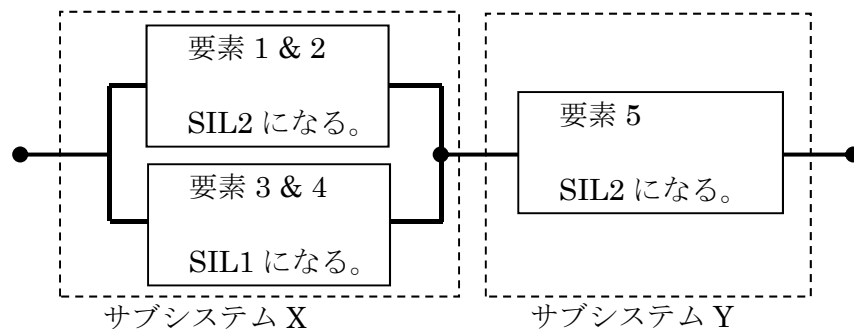 要素 1 & 2
SIL2 になる。
要素 3 & 4
SIL1 になる。
要素 5
SIL2 になる。
サブシステム X
サブシステム Y